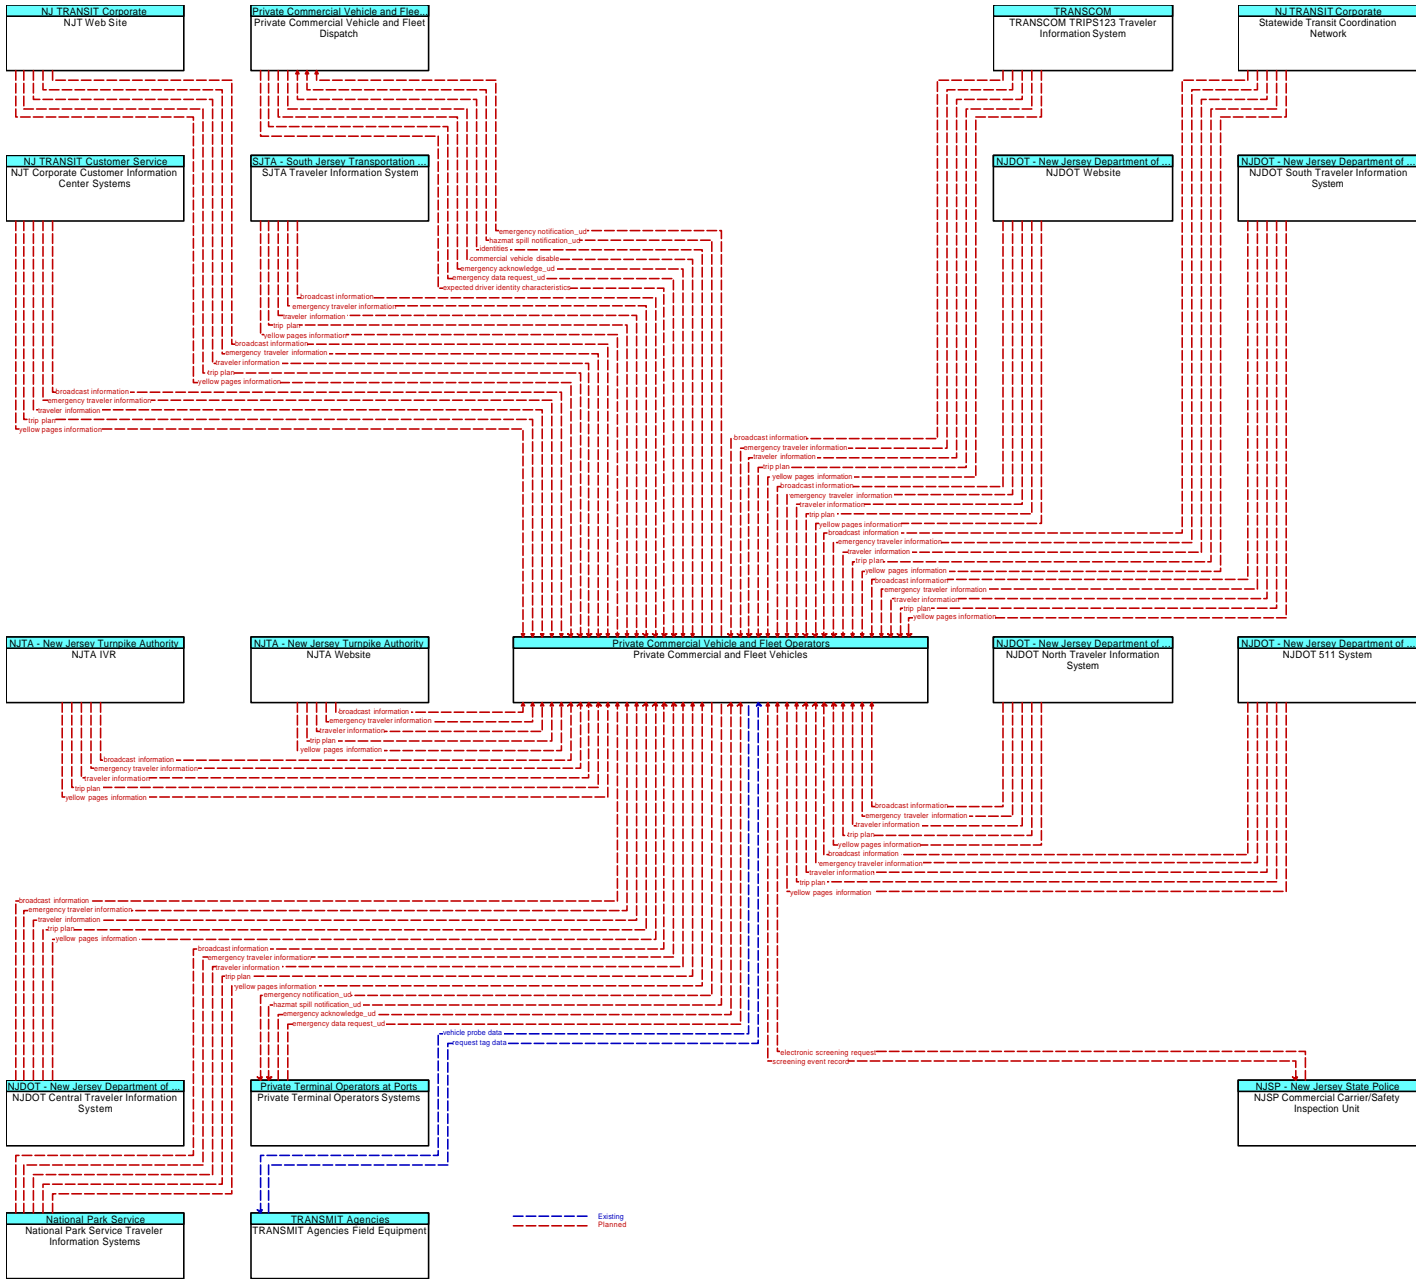 NJ TRANSIT Corporate
NJT Web Site
Private Commercial Vehicle and Flee...
Private Commercial Vehicle and Fleet
Dispatch
TRANSCOM
TRANSCOM TRIPS123 Traveler
Information System
NJ TRANSIT Corporate
Statewide Transit Coordination
Network
NJ TRANSIT Customer Service
NJT Corporate Customer Information
Center Systems
SJTA - South Jersey Transportation ...
SJTA Traveler Information System
NJDOT - New Jersey Department of ...
NJDOT Website
NJDOT - New Jersey Department of ...
NJDOT South Traveler Information
System
emergency notification_ud
hazmat spill notification_ud
identities
commercial vehicle disable
emergency acknowledge_ud
emergency data request_ud
expected driver identity characteristics
broadcast information
emergency traveler information
traveler information
trip plan
yellow pages information
broadcast information
emergency traveler information
traveler information
trip plan
yellow pages information
broadcast information
emergency traveler information
traveler information
trip plan
yellow pages information
broadcast information
emergency traveler information
traveler information
trip plan
yellow pages information
broadcast information
emergency traveler information
traveler information
trip plan
yellow pages information
broadcast information
emergency traveler information
traveler information
trip plan
yellow pages information
broadcast information
emergency traveler information
traveler information
trip plan
yellow pages information
NJTA - New Jersey Turnpike Authority
NJTA IVR
NJTA - New Jersey Turnpike Authority
NJTA Website
Private Commercial Vehicle and Fleet Operators
Private Commercial and Fleet Vehicles
NJDOT - New Jersey Department of ...
NJDOT North Traveler Information
System
NJDOT - New Jersey Department of ...
NJDOT 511 System
broadcast information
emergency traveler information
traveler information
trip plan
yellow pages information
broadcast information
emergency traveler information
traveler information
trip plan
yellow pages information
broadcast information
emergency traveler information
traveler information
trip plan
yellow pages information
broadcast information
emergency traveler information
traveler information
trip plan
yellow pages information
broadcast information
emergency traveler information
traveler information
trip plan
yellow pages information
broadcast information
emergency traveler information
traveler information
trip plan
yellow pages information
emergency notification_ud
hazmat spill notification_ud
emergency acknowledge_ud
emergency data request_ud
vehicle probe data
request tag data
electronic screening request
screening event record
NJDOT - New Jersey Department of ...
NJDOT Central Traveler Information
System
Private Terminal Operators at Ports
Private Terminal Operators Systems
NJSP - New Jersey State Police
NJSP Commercial Carrier/Safety
Inspection Unit
National Park Service
National Park Service Traveler
Information Systems
TRANSMIT Agencies
TRANSMIT Agencies Field Equipment
Existing
Planned